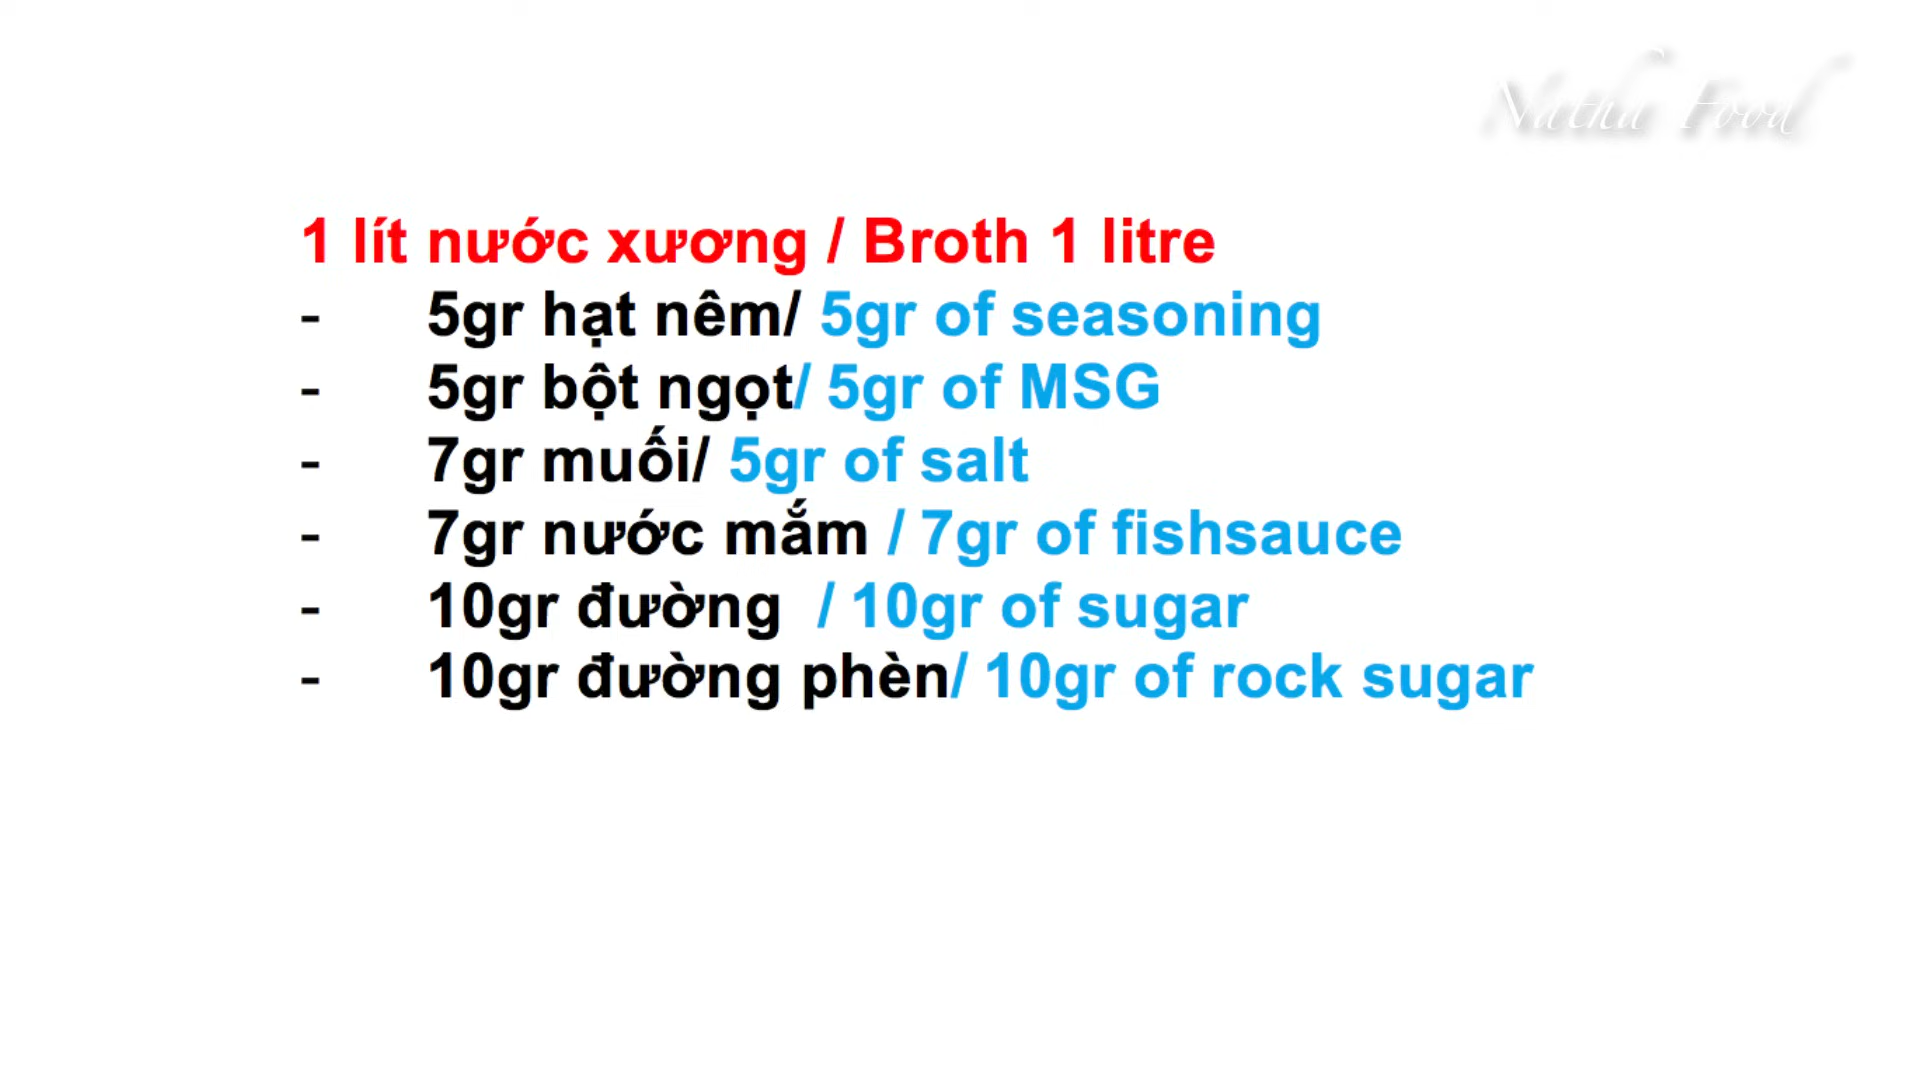 Natha Food
1 lít nước xương / Broth 1 litre
- 5gr hạt nêm/ 5gr of seasoning
- 5gr bột ngọt/ 5gr of MSG
- 7gr muối/ 5gr of salt
- 7gr nước mắm / 7gr of fishsauce
- 10gr đường / 10gr of sugar
- 10gr đường phèn/ 10gr of rock sugar